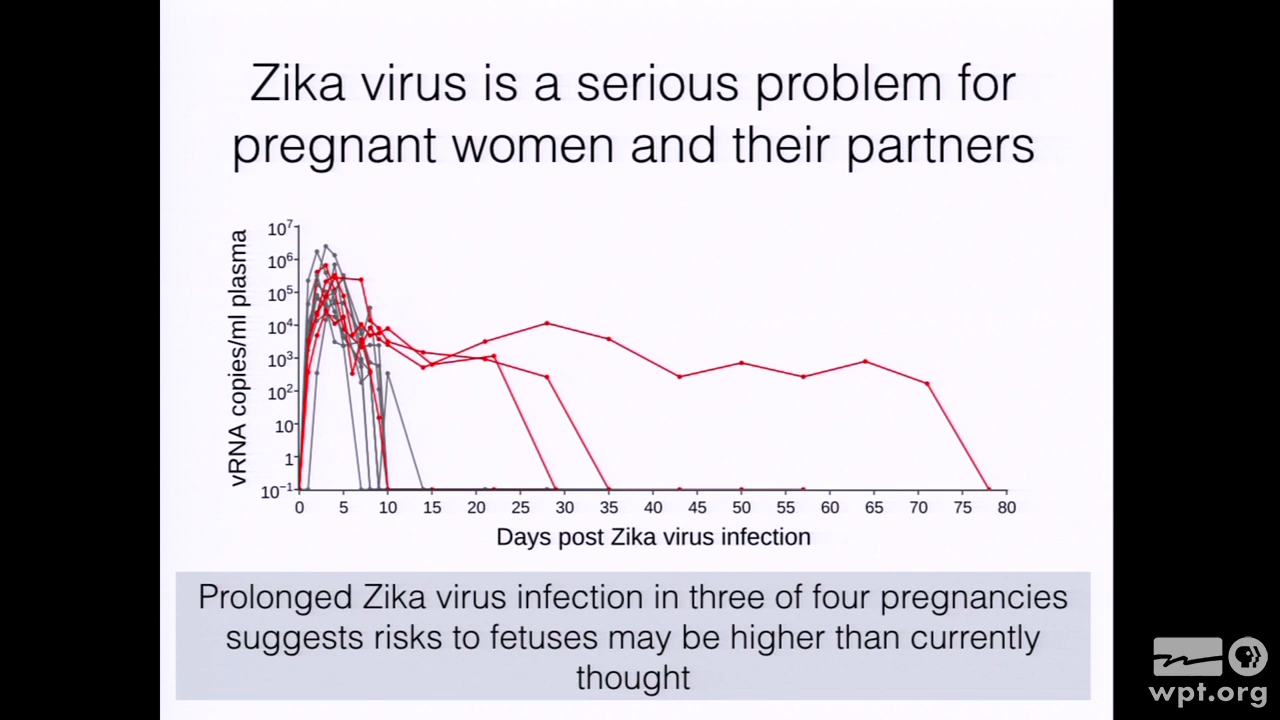 Zika virus is a serious problem for
pregnant women and their partners
vRNA copies/ml plasma
10⁷
10⁶
10⁵
10⁴
10³
10²
10
1
10⁻¹
0 5 10 15 20 25 30 35 40 45 50 55 60 65 70 75 80
Days post Zika virus infection
Prolonged Zika virus infection in three of four pregnancies
suggests risks to fetuses may be higher than currently
thought
wpt.org